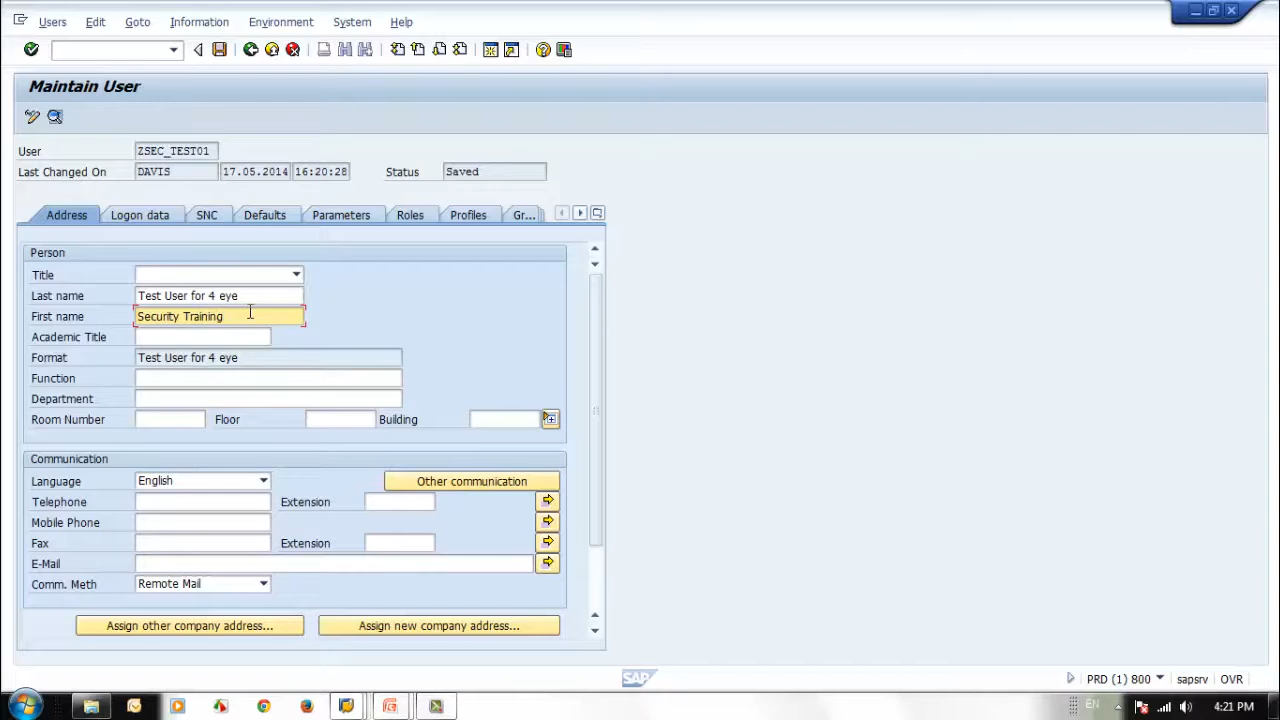 Users Edit Goto Information Environment System Help
Maintain User
User ZSEC_TEST01
Last Changed On DAVIS 17.05.2014 16:20:28 Status Saved
Address Logon data SNC Defaults Parameters Roles Profiles Gr...
Person
Title
Last name Test User for 4 eye
First name Security Training
Academic Title
Format Test User for 4 eye
Function
Department
Room Number Floor Building
Communication
Language English Other communication
Telephone Extension
Mobile Phone
Fax Extension
E-Mail
Comm. Meth Remote Mail
Assign other company address... Assign new company address...
SAP PRD (1) 800 sapsrv OVR
EN 4:21 PM